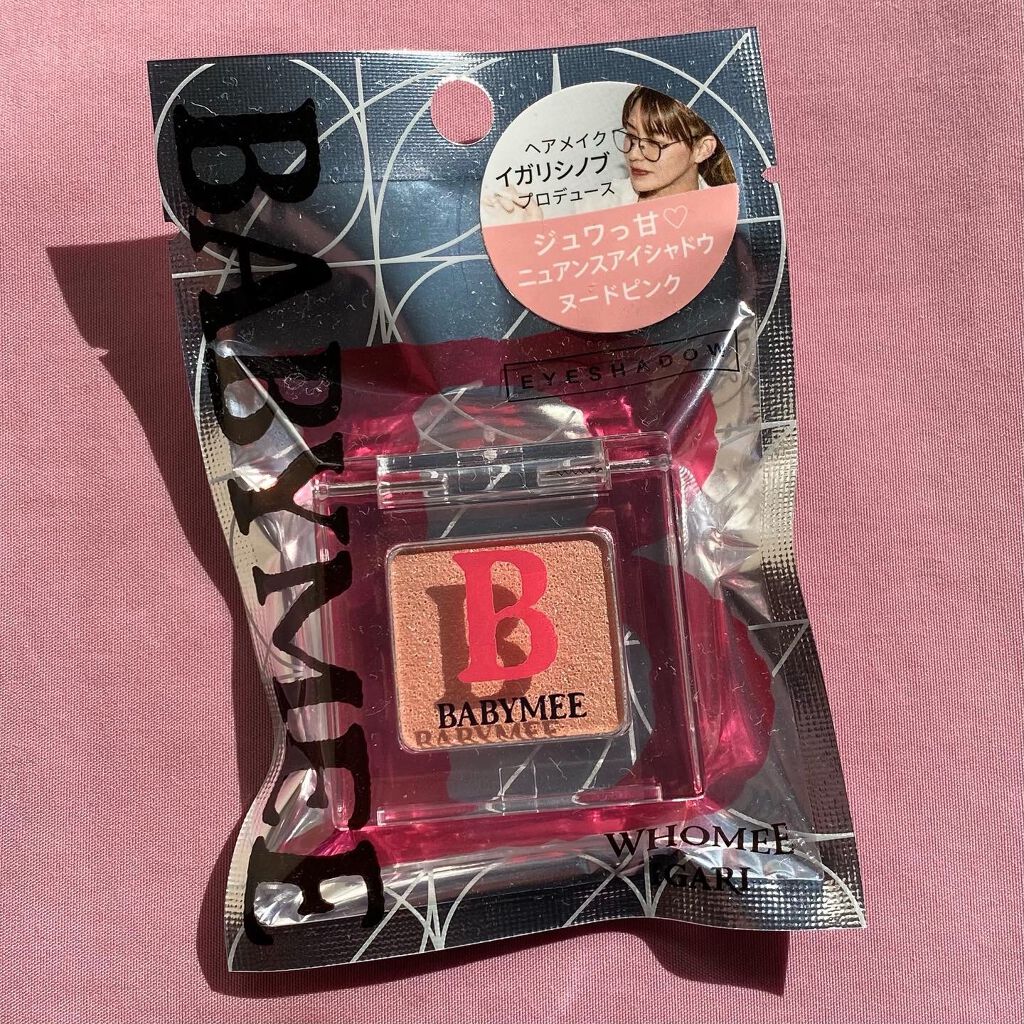 BABYMEE
ヘアメイク
イガリシノブ
プロデュース
ジュワっ甘♡
ニュアンスアイシャドウ
ヌードピンク
EYESHADOW
B
BABYMEE
WHOMEE
IGARI